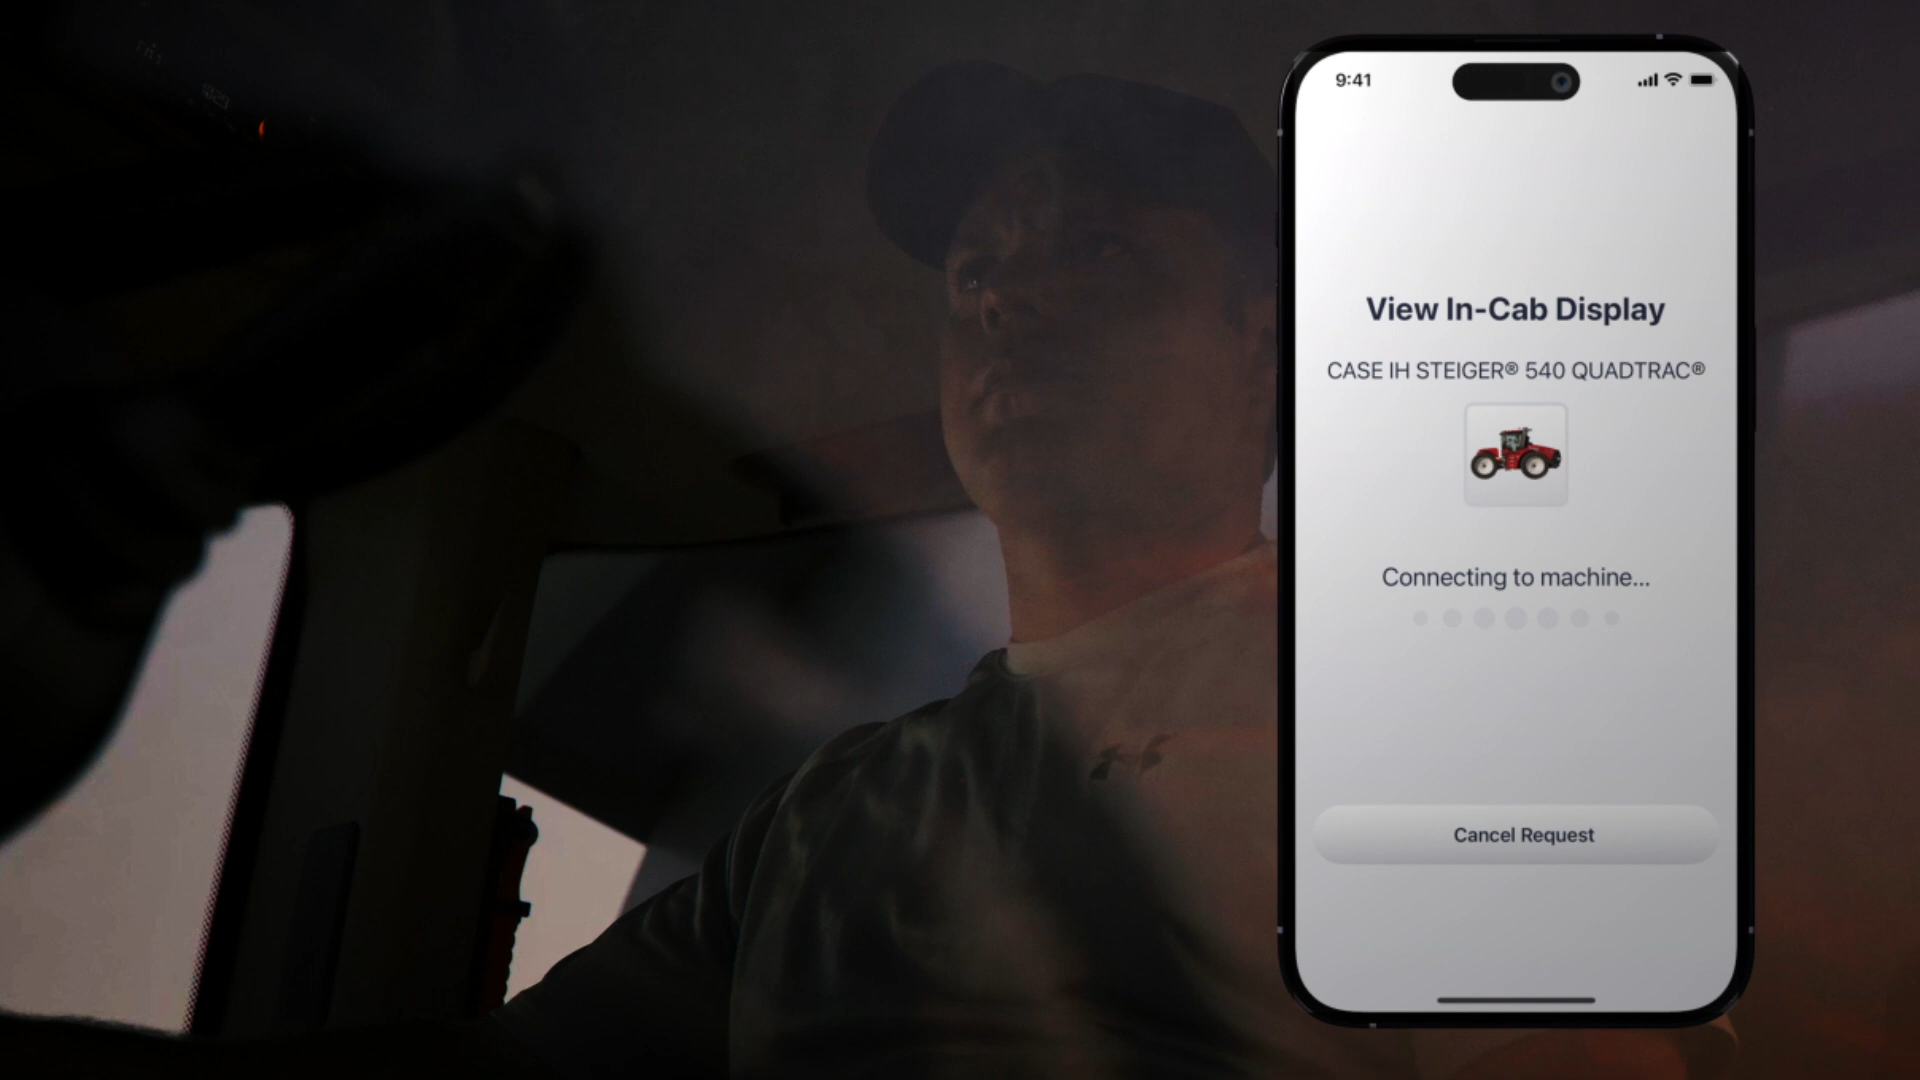 9:41
View In-Cab Display
CASE IH STEIGER® 540 QUADTRAC®
Connecting to machine...
Cancel Request